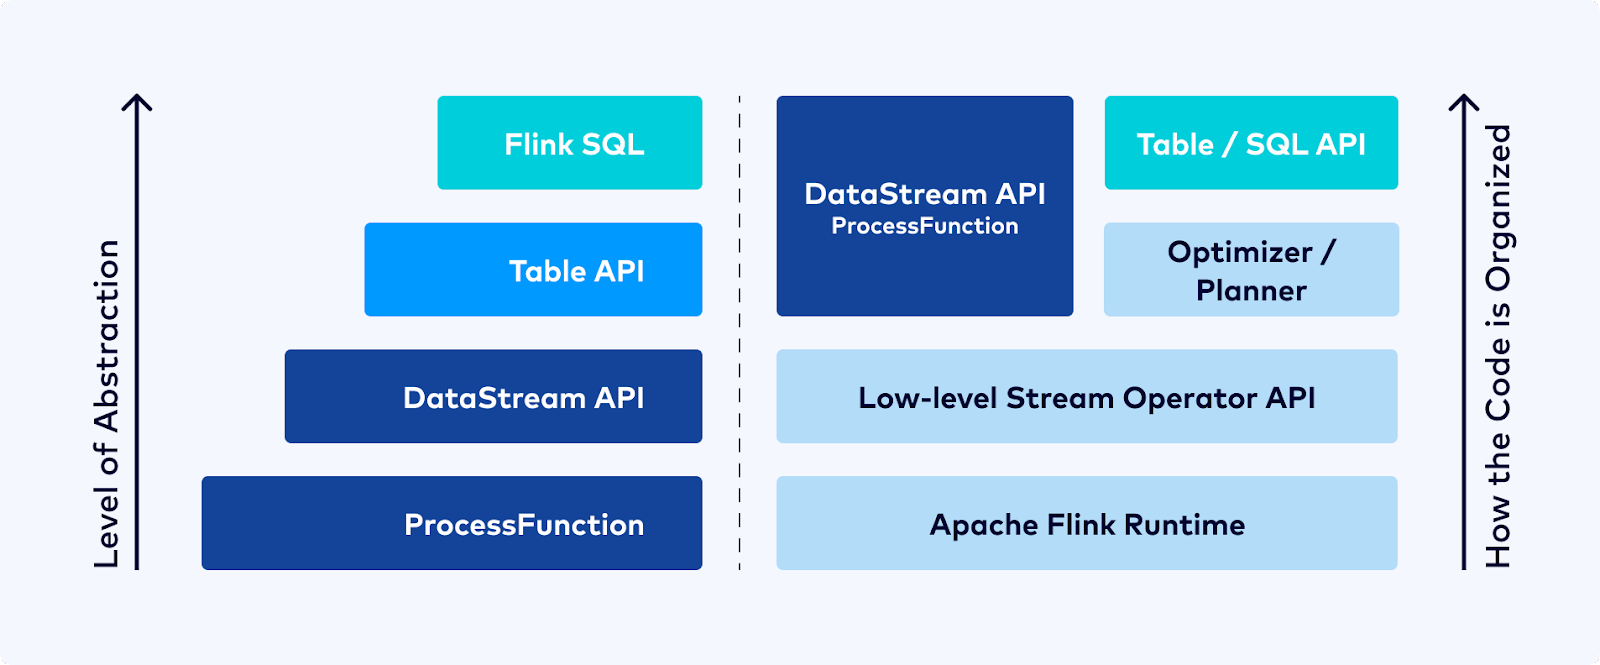 Level of Abstraction
Flink SQL
Table API
DataStream API
ProcessFunction
DataStream API
ProcessFunction
Table / SQL API
Optimizer /
Planner
Low-level Stream Operator API
Apache Flink Runtime
How the Code is Organized